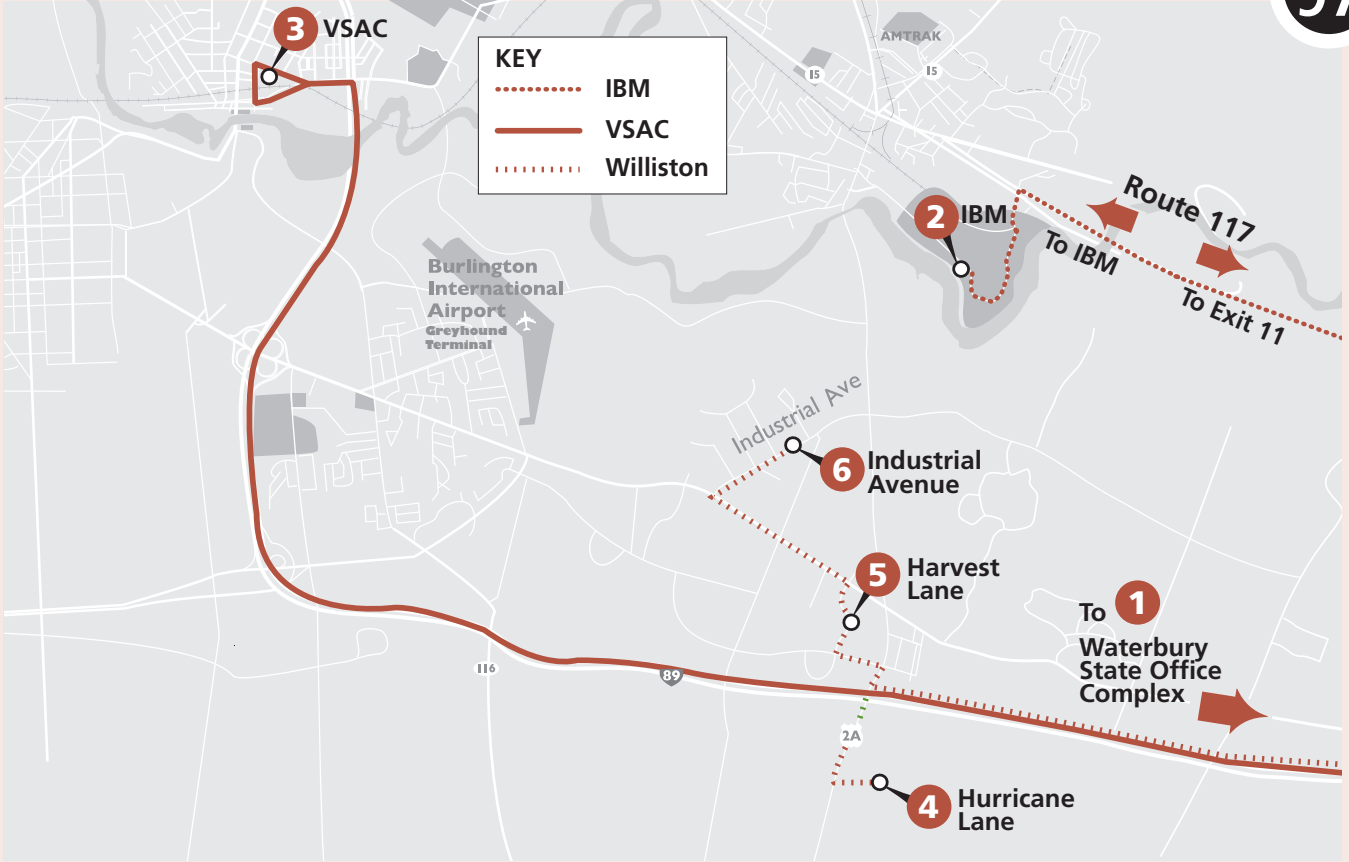 3 VSAC
KEY
IBM
VSAC
Williston
AMTRAK
15
15
2 IBM
Route 117
To IBM
To Exit 11
Burlington
International
Airport
Greyhound
Terminal
Industrial Ave
6 Industrial
Avenue
5 Harvest
Lane
To 1
Waterbury
State Office
Complex
116
89
2A
4 Hurricane
Lane